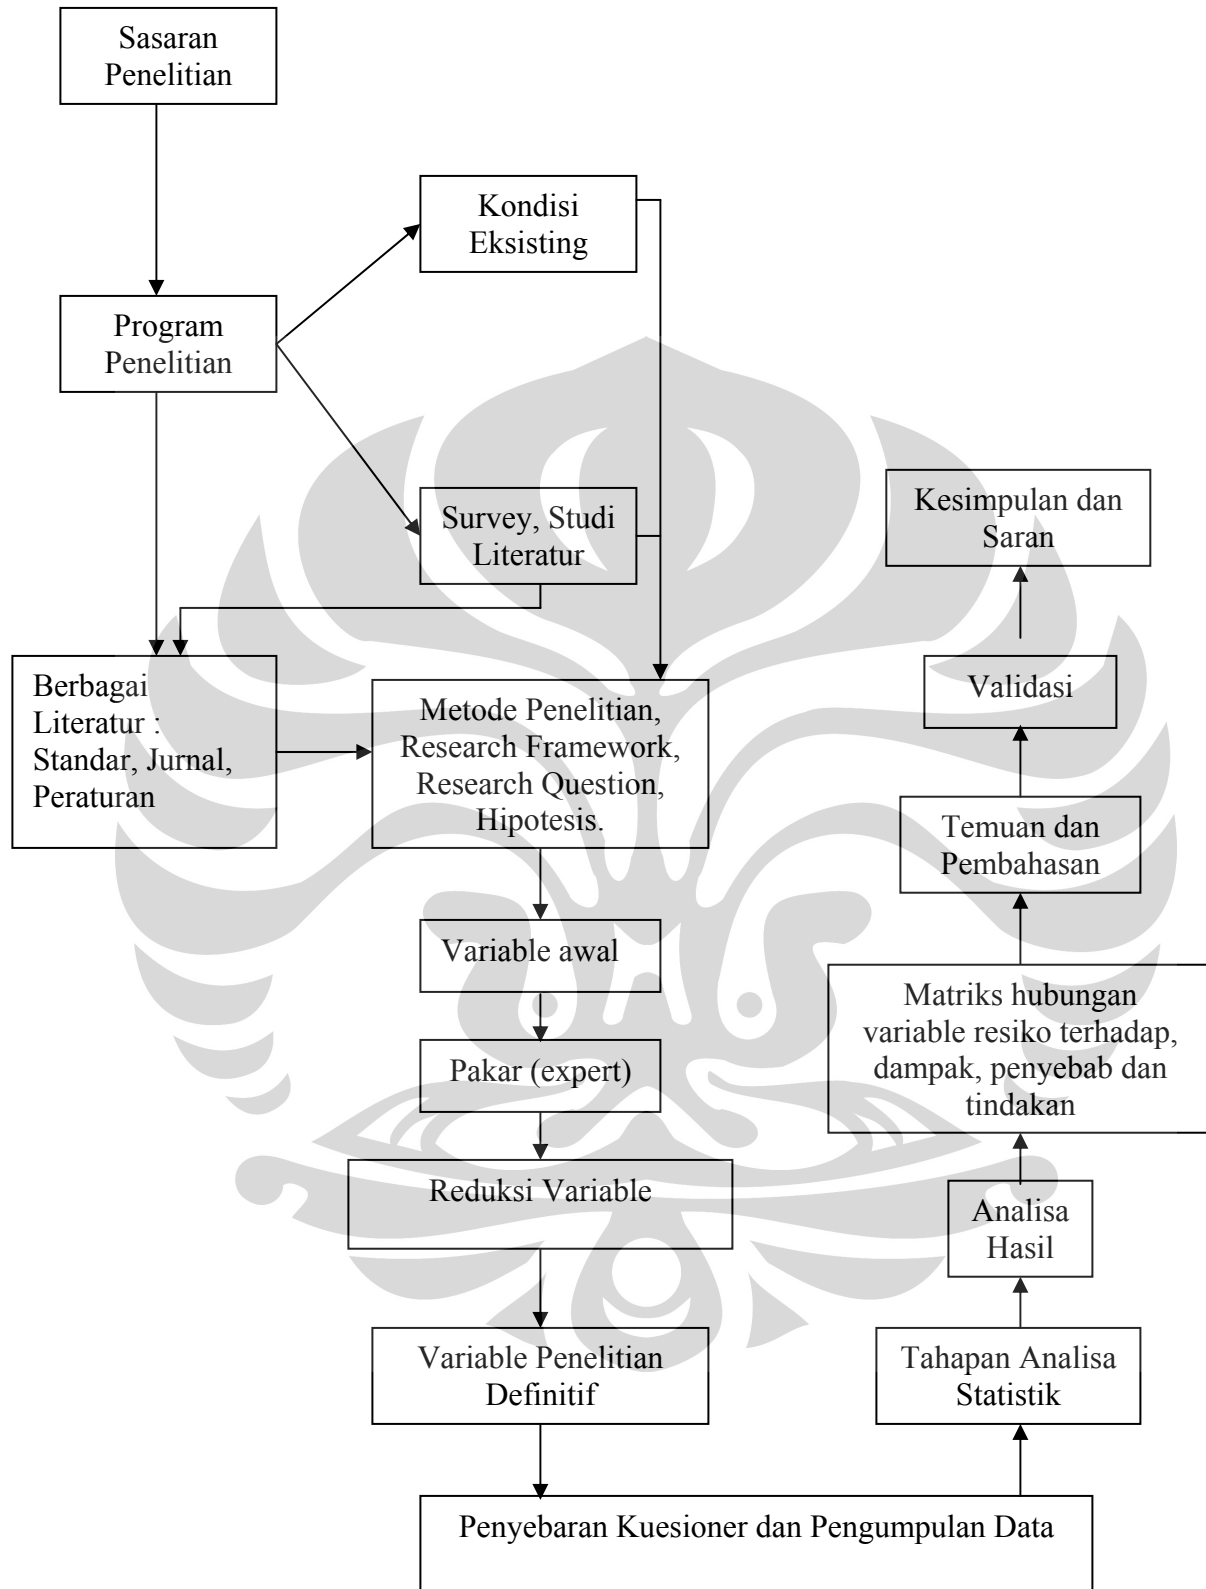 Sasaran
Penelitian
Kondisi
Eksisting
Program
Penelitian
Survey, Studi
Literatur
Berbagai
Literatur :
Standar, Jurnal,
Peraturan
Metode Penelitian,
Research Framework,
Research Question,
Hipotesis.
Variable awal
Pakar (expert)
Reduksi Variable
Variable Penelitian
Definitif
Penyebaran Kuesioner dan Pengumpulan Data
Tahapan Analisa
Statistik
Analisa
Hasil
Matriks hubungan
variable resiko terhadap,
dampak, penyebab dan
tindakan
Temuan dan
Pembahasan
Validasi
Kesimpulan dan
Saran